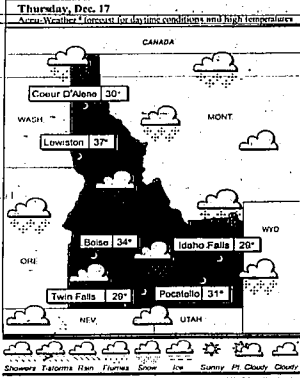 Thursday, Dec. 17
Accu-Weather® forecast for daytime conditions and high temperatures
CANADA
Coeur D'Alene 30°
WASH.
MONT.
Lewiston 37°
Boise 34°
Idaho Falls 29°
WYO
ORE
Twin Falls 29°
Pocatello 31°
NEV
UTAH
Showers T-storms Rain Flurries Snow Ice Sunny Pt. Cloudy Cloudy